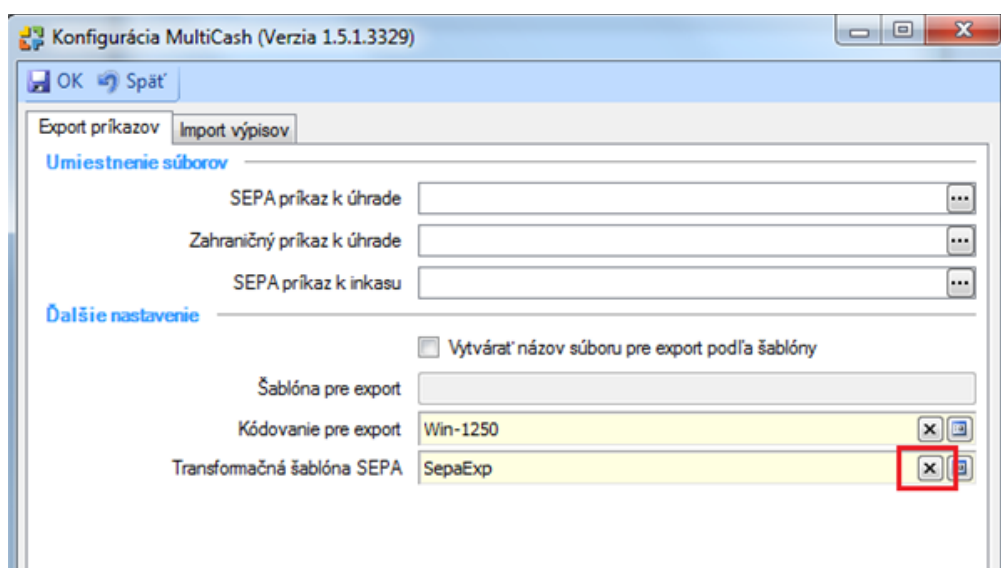 Konfigurácia MultiCash (Verzia 1.5.1.3329)
OK Späť
Export príkazov Import výpisov
Umiestnenie súborov
SEPA príkaz k úhrade
Zahraničný príkaz k úhrade
SEPA príkaz k inkasu
Ďalšie nastavenie
Vytvárať názov súboru pre export podľa šablóny
Šablóna pre export
Kódovanie pre export Win-1250
Transformačná šablóna SEPA SepaExp